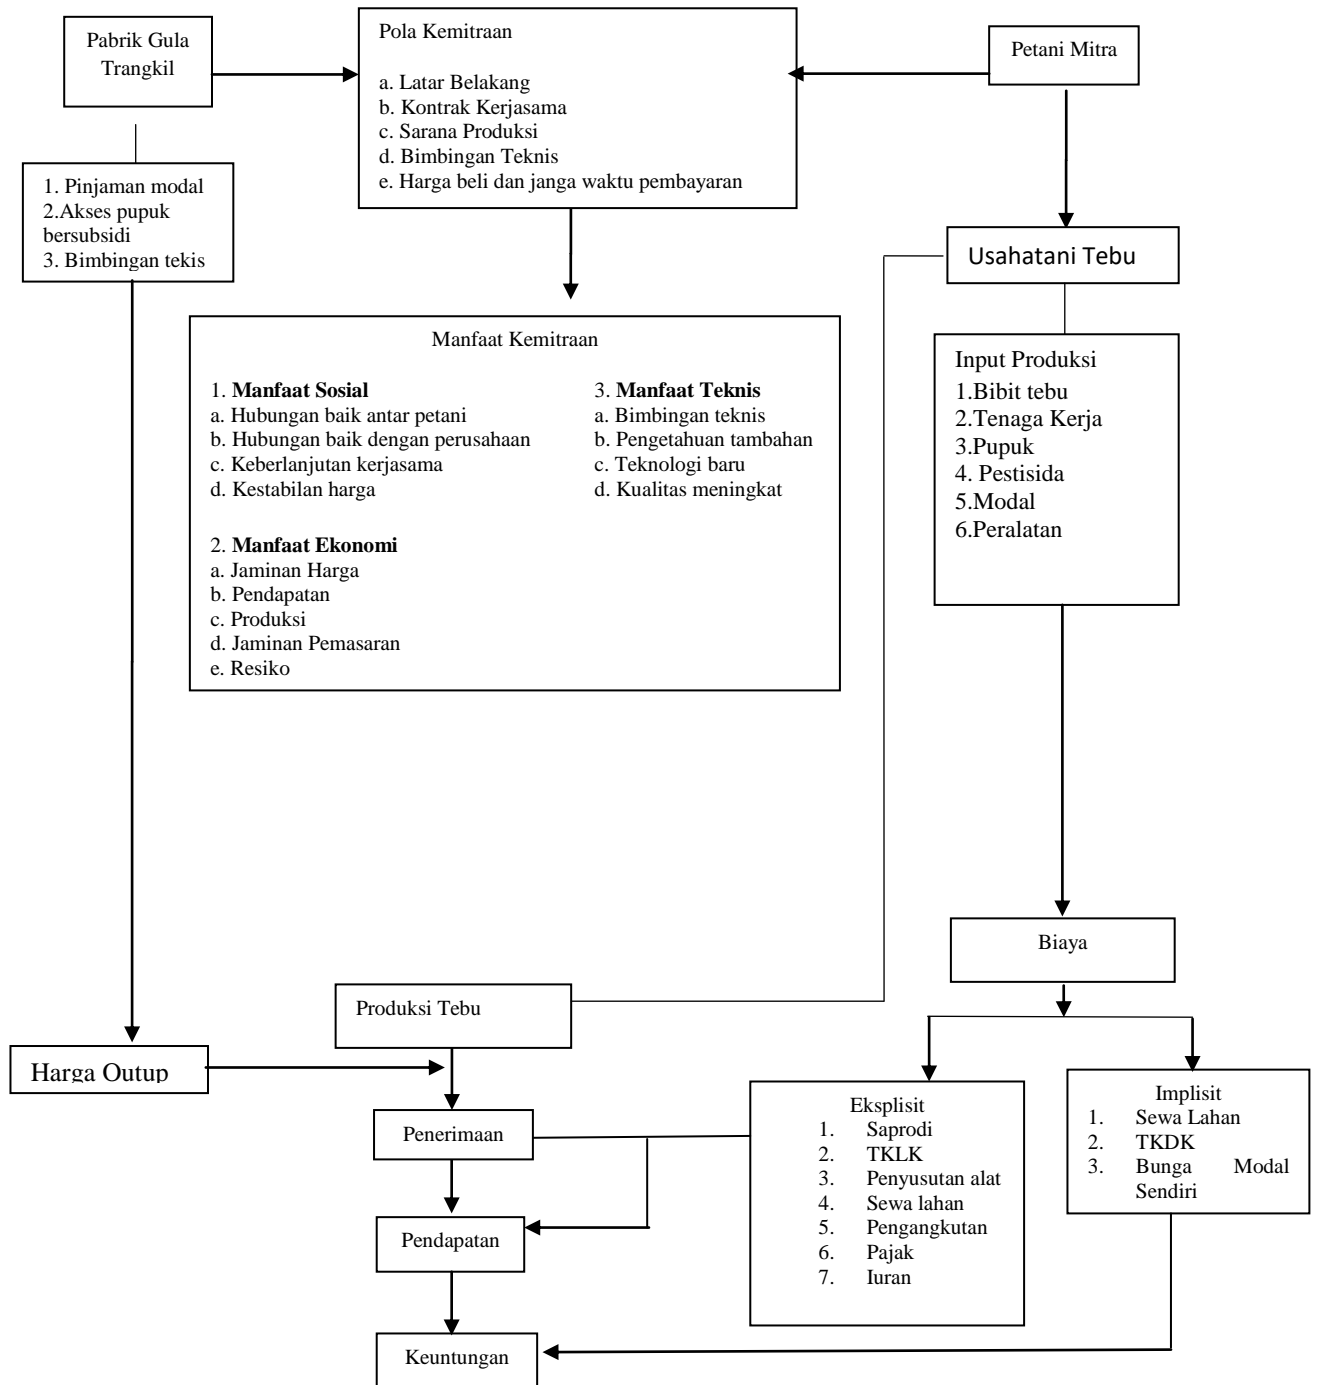 Pabrik Gula
Trangkil
Pola Kemitraan
a. Latar Belakang
b. Kontrak Kerjasama
c. Sarana Produksi
d. Bimbingan Teknis
e. Harga beli dan janga waktu pembayaran
Petani Mitra
1. Pinjaman modal
2.Akses pupuk
bersubsidi
3. Bimbingan tekis
Usahatani Tebu
Manfaat Kemitraan
1. Manfaat Sosial
a. Hubungan baik antar petani
b. Hubungan baik dengan perusahaan
c. Keberlanjutan kerjasama
d. Kestabilan harga
2. Manfaat Ekonomi
a. Jaminan Harga
b. Pendapatan
c. Produksi
d. Jaminan Pemasaran
e. Resiko
3. Manfaat Teknis
a. Bimbingan teknis
b. Pengetahuan tambahan
c. Teknologi baru
d. Kualitas meningkat
Input Produksi
1.Bibit tebu
2.Tenaga Kerja
3.Pupuk
4. Pestisida
5.Modal
6.Peralatan
Biaya
Produksi Tebu
Harga Outup
Penerimaan
Pendapatan
Keuntungan
Eksplisit
1. Saprodi
2. TKLK
3. Penyusutan alat
4. Sewa lahan
5. Pengangkutan
6. Pajak
7. Iuran
Implisit
1. Sewa Lahan
2. TKDK
3. Bunga Modal
Sendiri